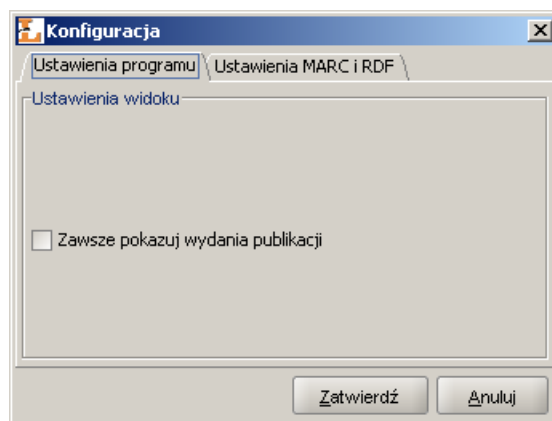 Konfiguracja
Ustawienia programu Ustawienia MARC i RDF
Ustawienia widoku
Zawsze pokazuj wydania publikacji
Zatwierdź Anuluj